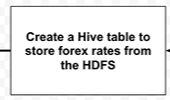 Create a Hive table to
store forex rates from
the HDFS